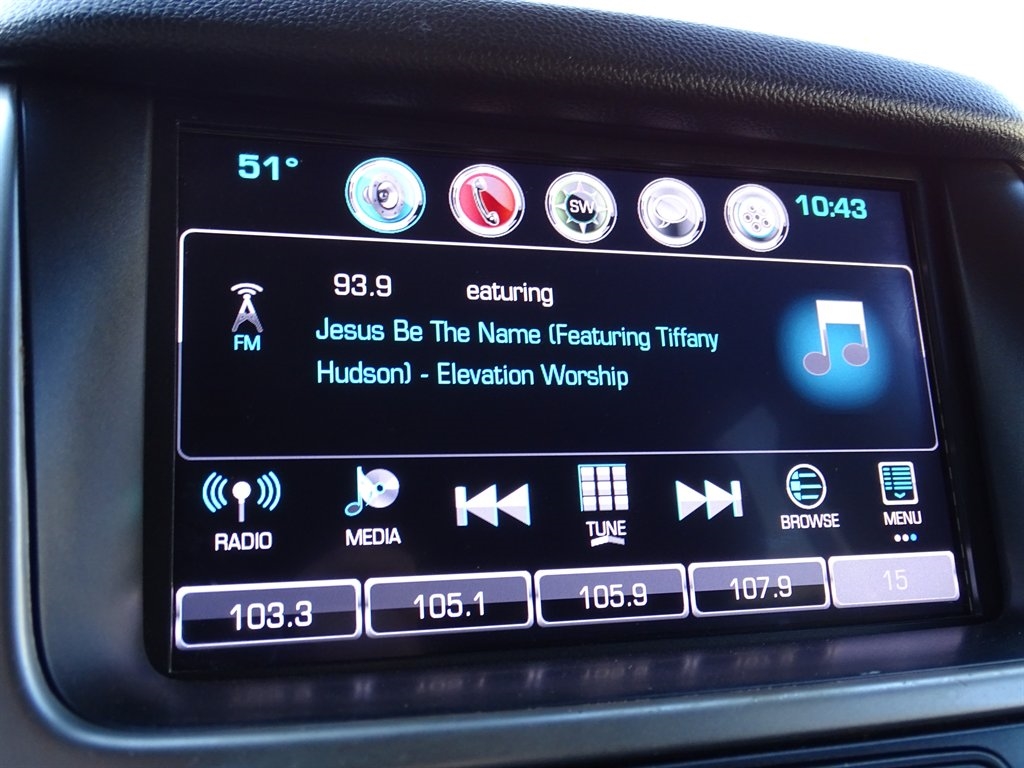 51°
SW
10:43
93.9 eaturing
FM
Jesus Be The Name (Featuring Tiffany
Hudson) - Elevation Worship
RADIO
MEDIA
TUNE
BROWSE
MENU
103.3
105.1
105.9
107.9
15